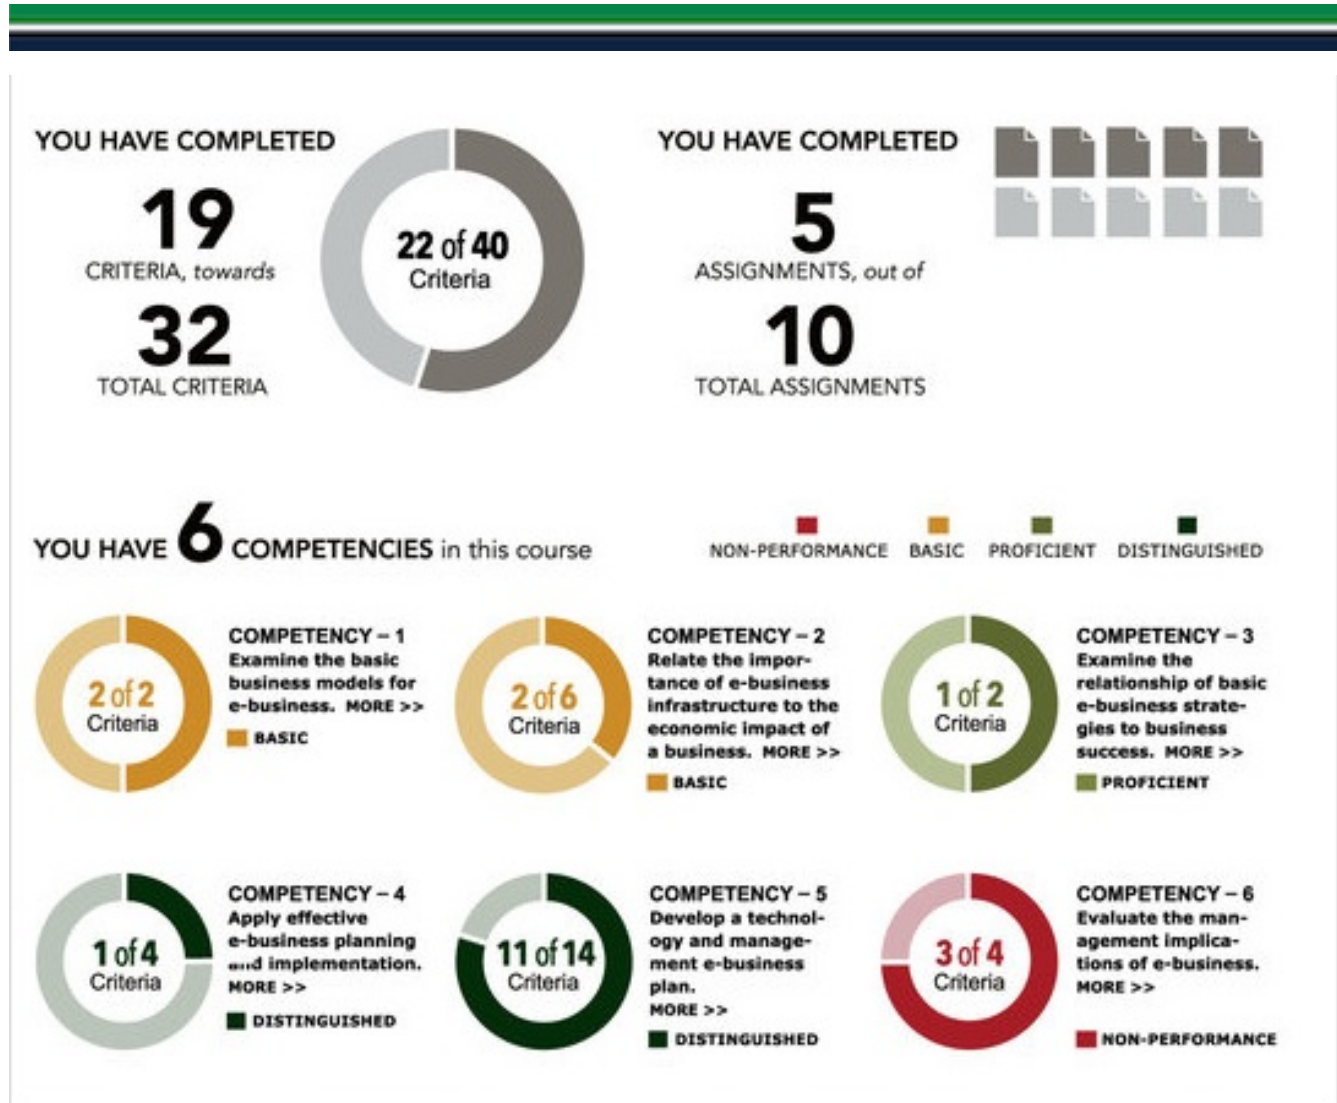 YOU HAVE COMPLETED
19
CRITERIA, towards
32
TOTAL CRITERIA
22 of 40
Criteria
YOU HAVE COMPLETED
5
ASSIGNMENTS, out of
10
TOTAL ASSIGNMENTS
YOU HAVE 6 COMPETENCIES in this course
NON-PERFORMANCE BASIC PROFICIENT DISTINGUISHED
2 of 2
Criteria
COMPETENCY – 1
Examine the basic
business models for
e-business. MORE >>
BASIC
2 of 6
Criteria
COMPETENCY – 2
Relate the impor-
tance of e-business
infrastructure to the
economic impact of
a business. MORE >>
BASIC
1 of 2
Criteria
COMPETENCY – 3
Examine the
relationship of basic
e-business strate-
gies to business
success. MORE >>
PROFICIENT
1 of 4
Criteria
COMPETENCY – 4
Apply effective
e-business planning
and implementation.
MORE >>
DISTINGUISHED
11 of 14
Criteria
COMPETENCY – 5
Develop a technol-
ogy and manage-
ment e-business
plan.
MORE >>
DISTINGUISHED
3 of 4
Criteria
COMPETENCY – 6
Evaluate the man-
agement implica-
tions of e-business.
MORE >>
NON-PERFORMANCE